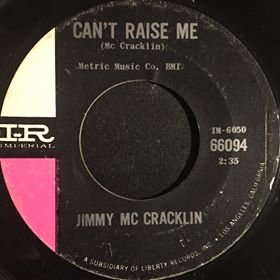 CAN'T RAISE ME
(Mc Cracklin)
Metric Music Co. BMI
IR
IMPERIAL
IM-6050
66094
2:35
JIMMY MC CRACKLIN
A SUBSIDIARY OF LIBERTY RECORDS, INC. • LOS ANGELES, CALIFORNIA